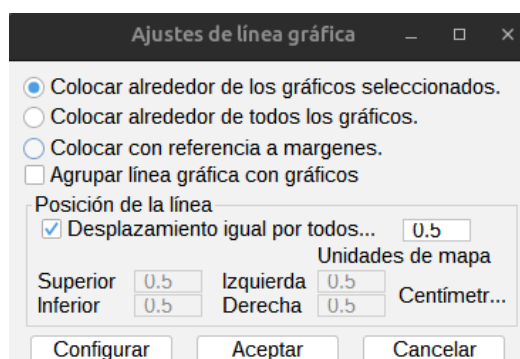 Ajustes de línea gráfica
Colocar alrededor de los gráficos seleccionados.
Colocar alrededor de todos los gráficos.
Colocar con referencia a margenes.
Agrupar línea gráfica con gráficos
Posición de la línea
Desplazamiento igual por todos... 0.5
Unidades de mapa
Superior 0.5 Izquierda 0.5
Centímetr...
Inferior 0.5 Derecha 0.5
Configurar Aceptar Cancelar